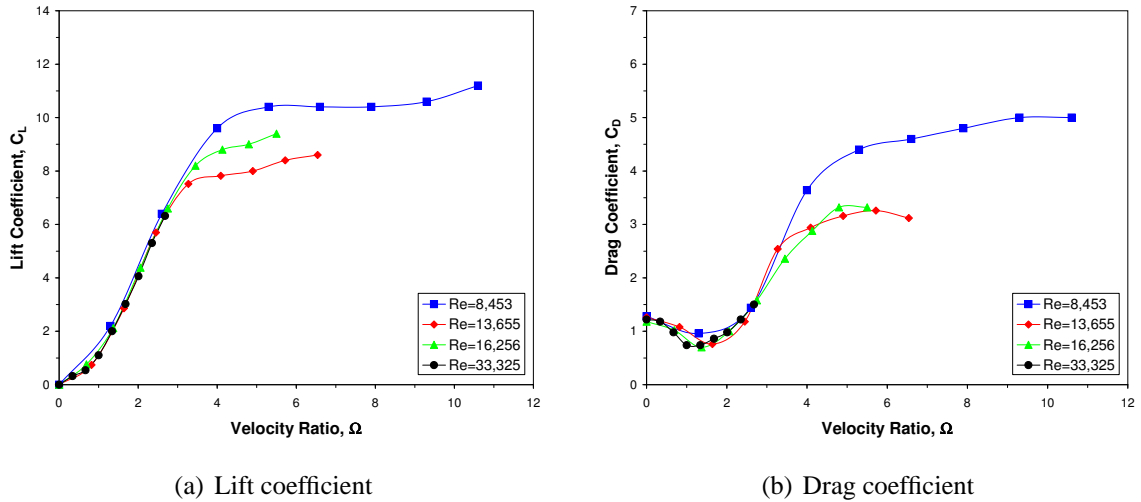 14
12
10
8
6
4
2
0
0 2 4 6 8 10 12
Lift Coefficient, C_L
Velocity Ratio, Ω
Re=8,453
Re=13,655
Re=16,256
Re=33,325
(a) Lift coefficient
7
6
5
4
3
2
1
0
0 2 4 6 8 10 12
Drag Coefficient, C_D
Velocity Ratio, Ω
Re=8,453
Re=13,655
Re=16,256
Re=33,325
(b) Drag coefficient